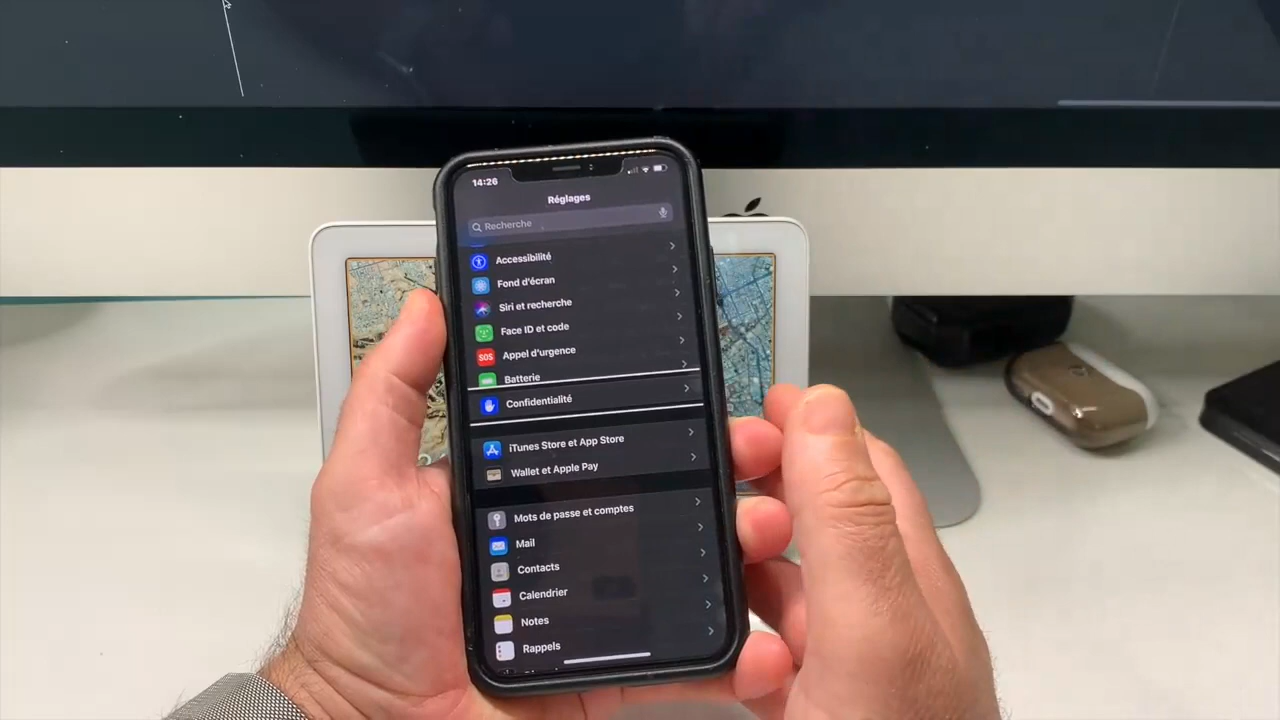 14:26
Réglages
Recherche
Accessibilité
Fond d'écran
Siri et recherche
Face ID et code
SOS Appel d'urgence
Batterie
Confidentialité
iTunes Store et App Store
Wallet et Apple Pay
Mots de passe et comptes
Mail
Contacts
Calendrier
Notes
Rappels